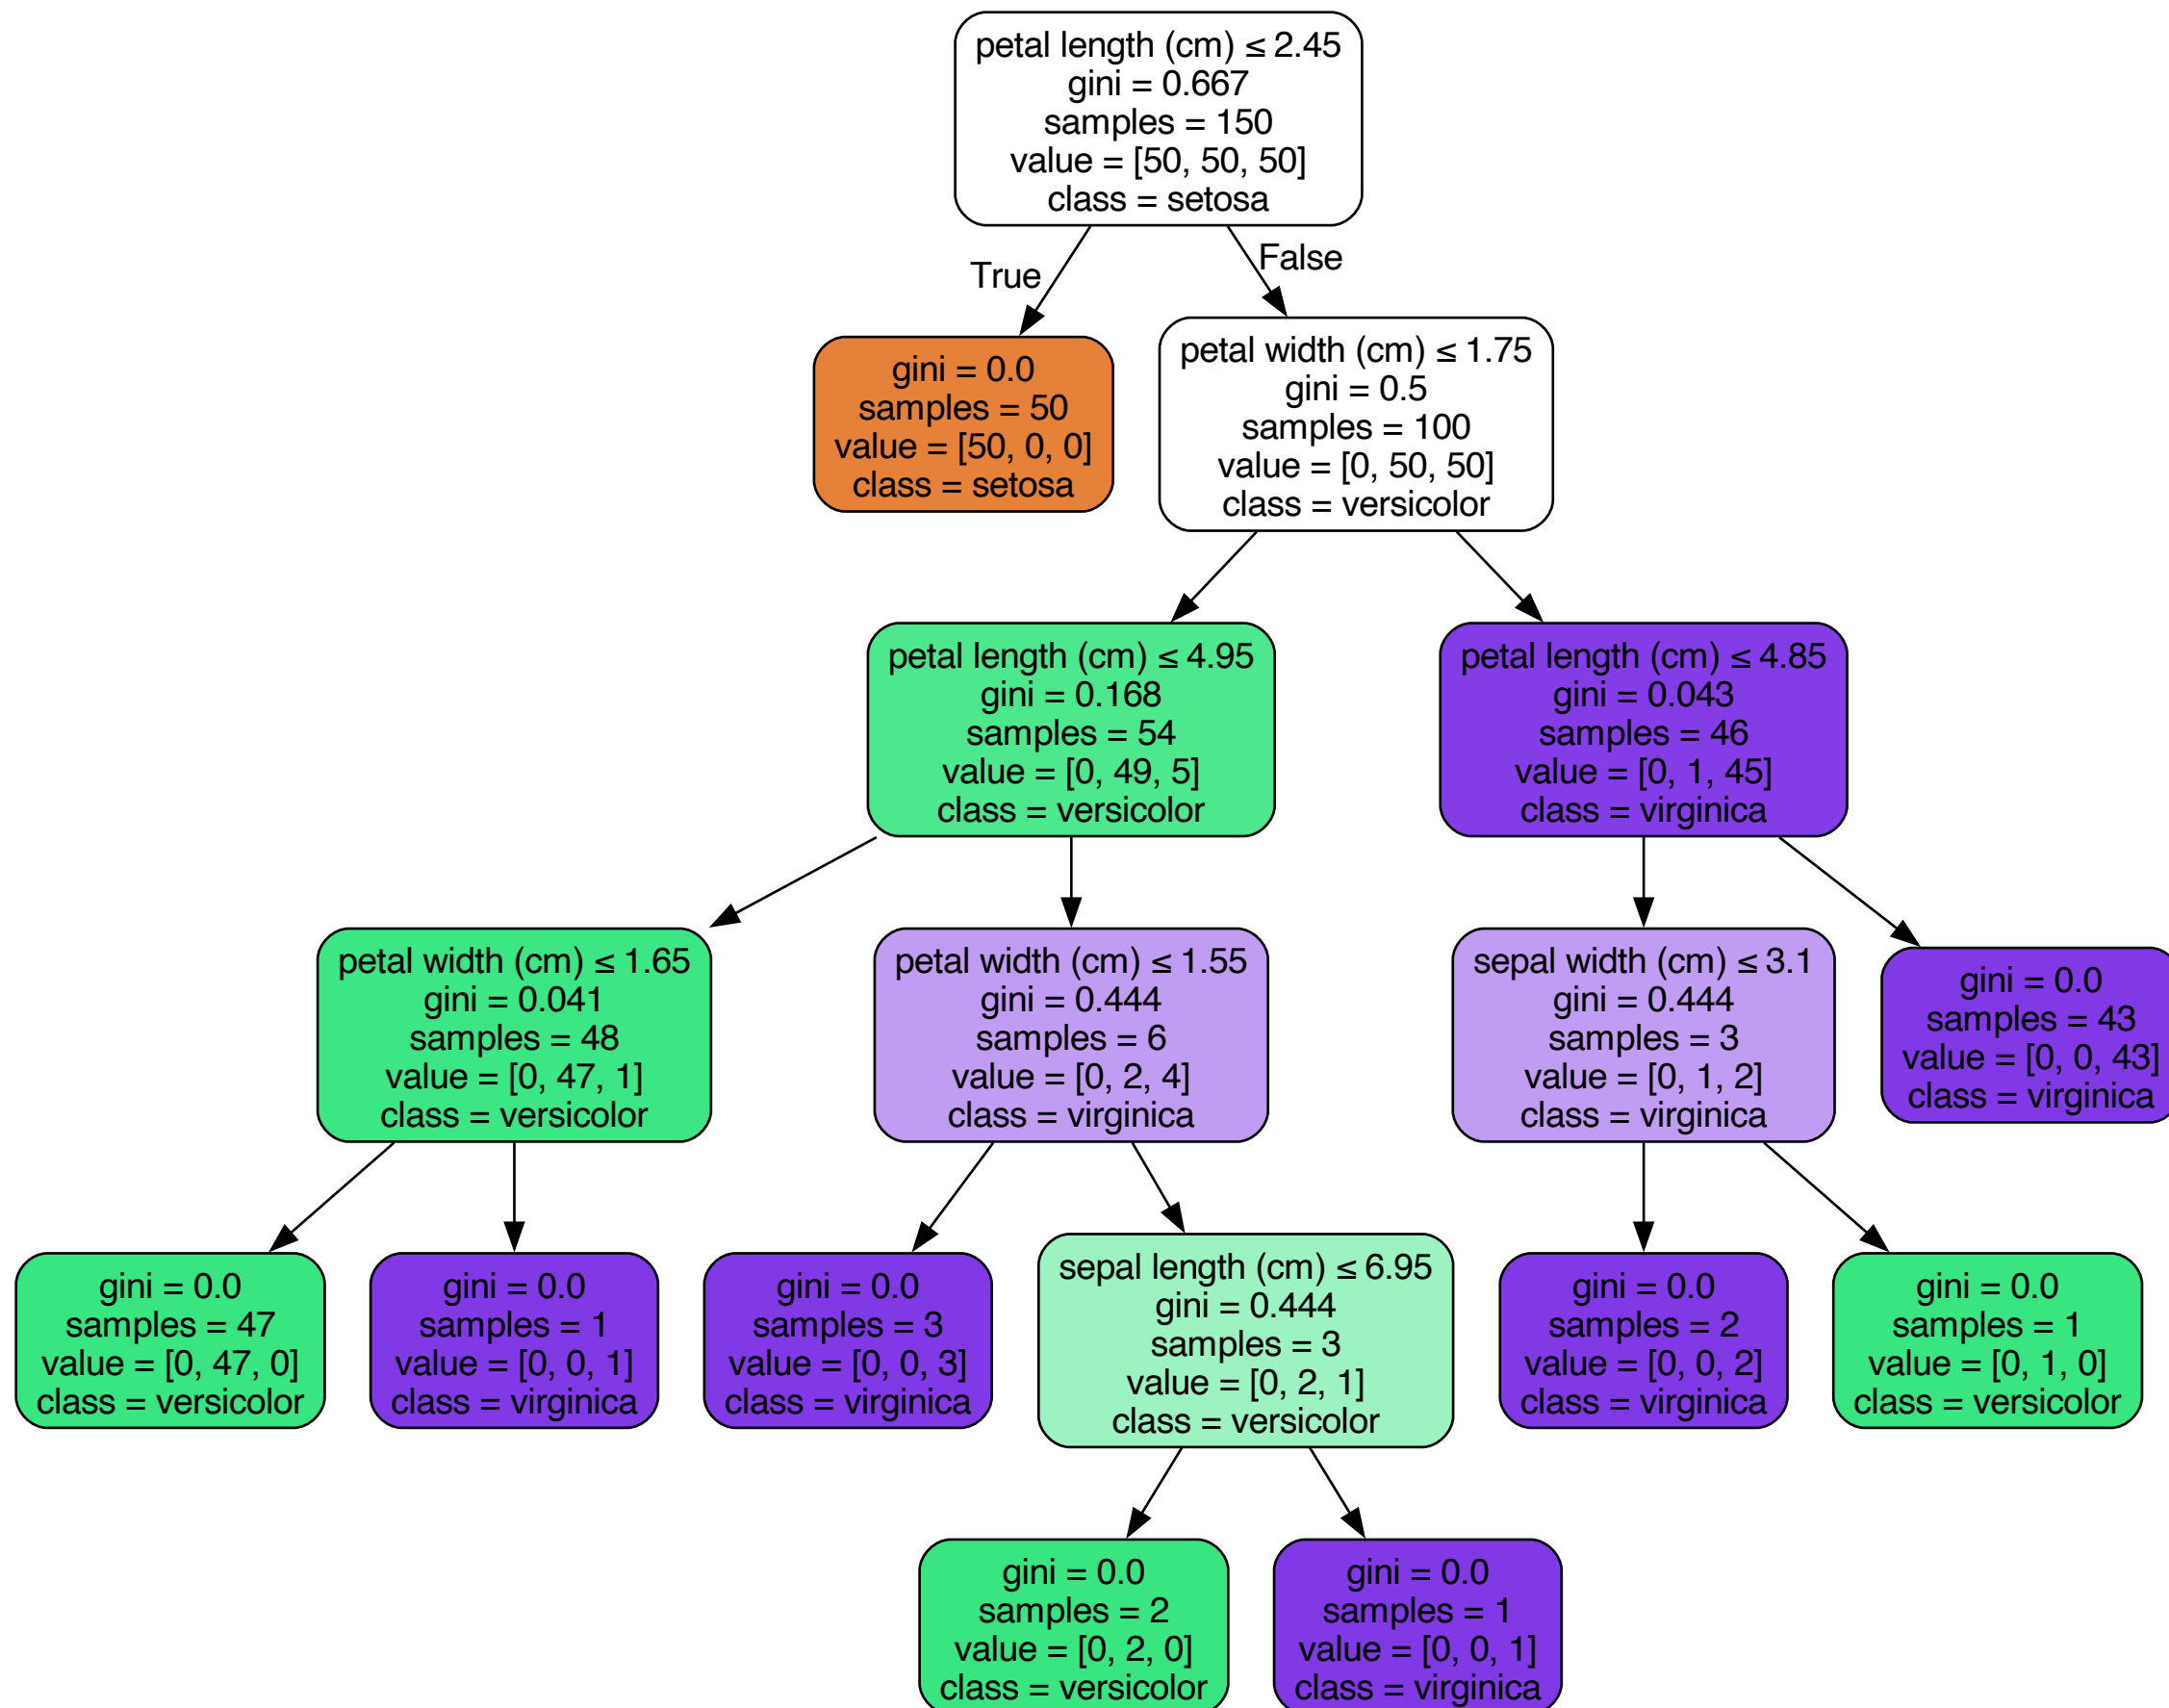 petal length (cm) ≤ 2.45
gini = 0.667
samples = 150
value = [50, 50, 50]
class = setosa
True
False
gini = 0.0
samples = 50
value = [50, 0, 0]
class = setosa
petal width (cm) ≤ 1.75
gini = 0.5
samples = 100
value = [0, 50, 50]
class = versicolor
petal length (cm) ≤ 4.95
gini = 0.168
samples = 54
value = [0, 49, 5]
class = versicolor
petal length (cm) ≤ 4.85
gini = 0.043
samples = 46
value = [0, 1, 45]
class = virginica
petal width (cm) ≤ 1.65
gini = 0.041
samples = 48
value = [0, 47, 1]
class = versicolor
petal width (cm) ≤ 1.55
gini = 0.444
samples = 6
value = [0, 2, 4]
class = virginica
sepal width (cm) ≤ 3.1
gini = 0.444
samples = 3
value = [0, 1, 2]
class = virginica
gini = 0.0
samples = 43
value = [0, 0, 43]
class = virginica
gini = 0.0
samples = 47
value = [0, 47, 0]
class = versicolor
gini = 0.0
samples = 1
value = [0, 0, 1]
class = virginica
gini = 0.0
samples = 3
value = [0, 0, 3]
class = virginica
sepal length (cm) ≤ 6.95
gini = 0.444
samples = 3
value = [0, 2, 1]
class = versicolor
gini = 0.0
samples = 2
value = [0, 0, 2]
class = virginica
gini = 0.0
samples = 1
value = [0, 1, 0]
class = versicolor
gini = 0.0
samples = 2
value = [0, 2, 0]
class = versicolor
gini = 0.0
samples = 1
value = [0, 0, 1]
class = virginica